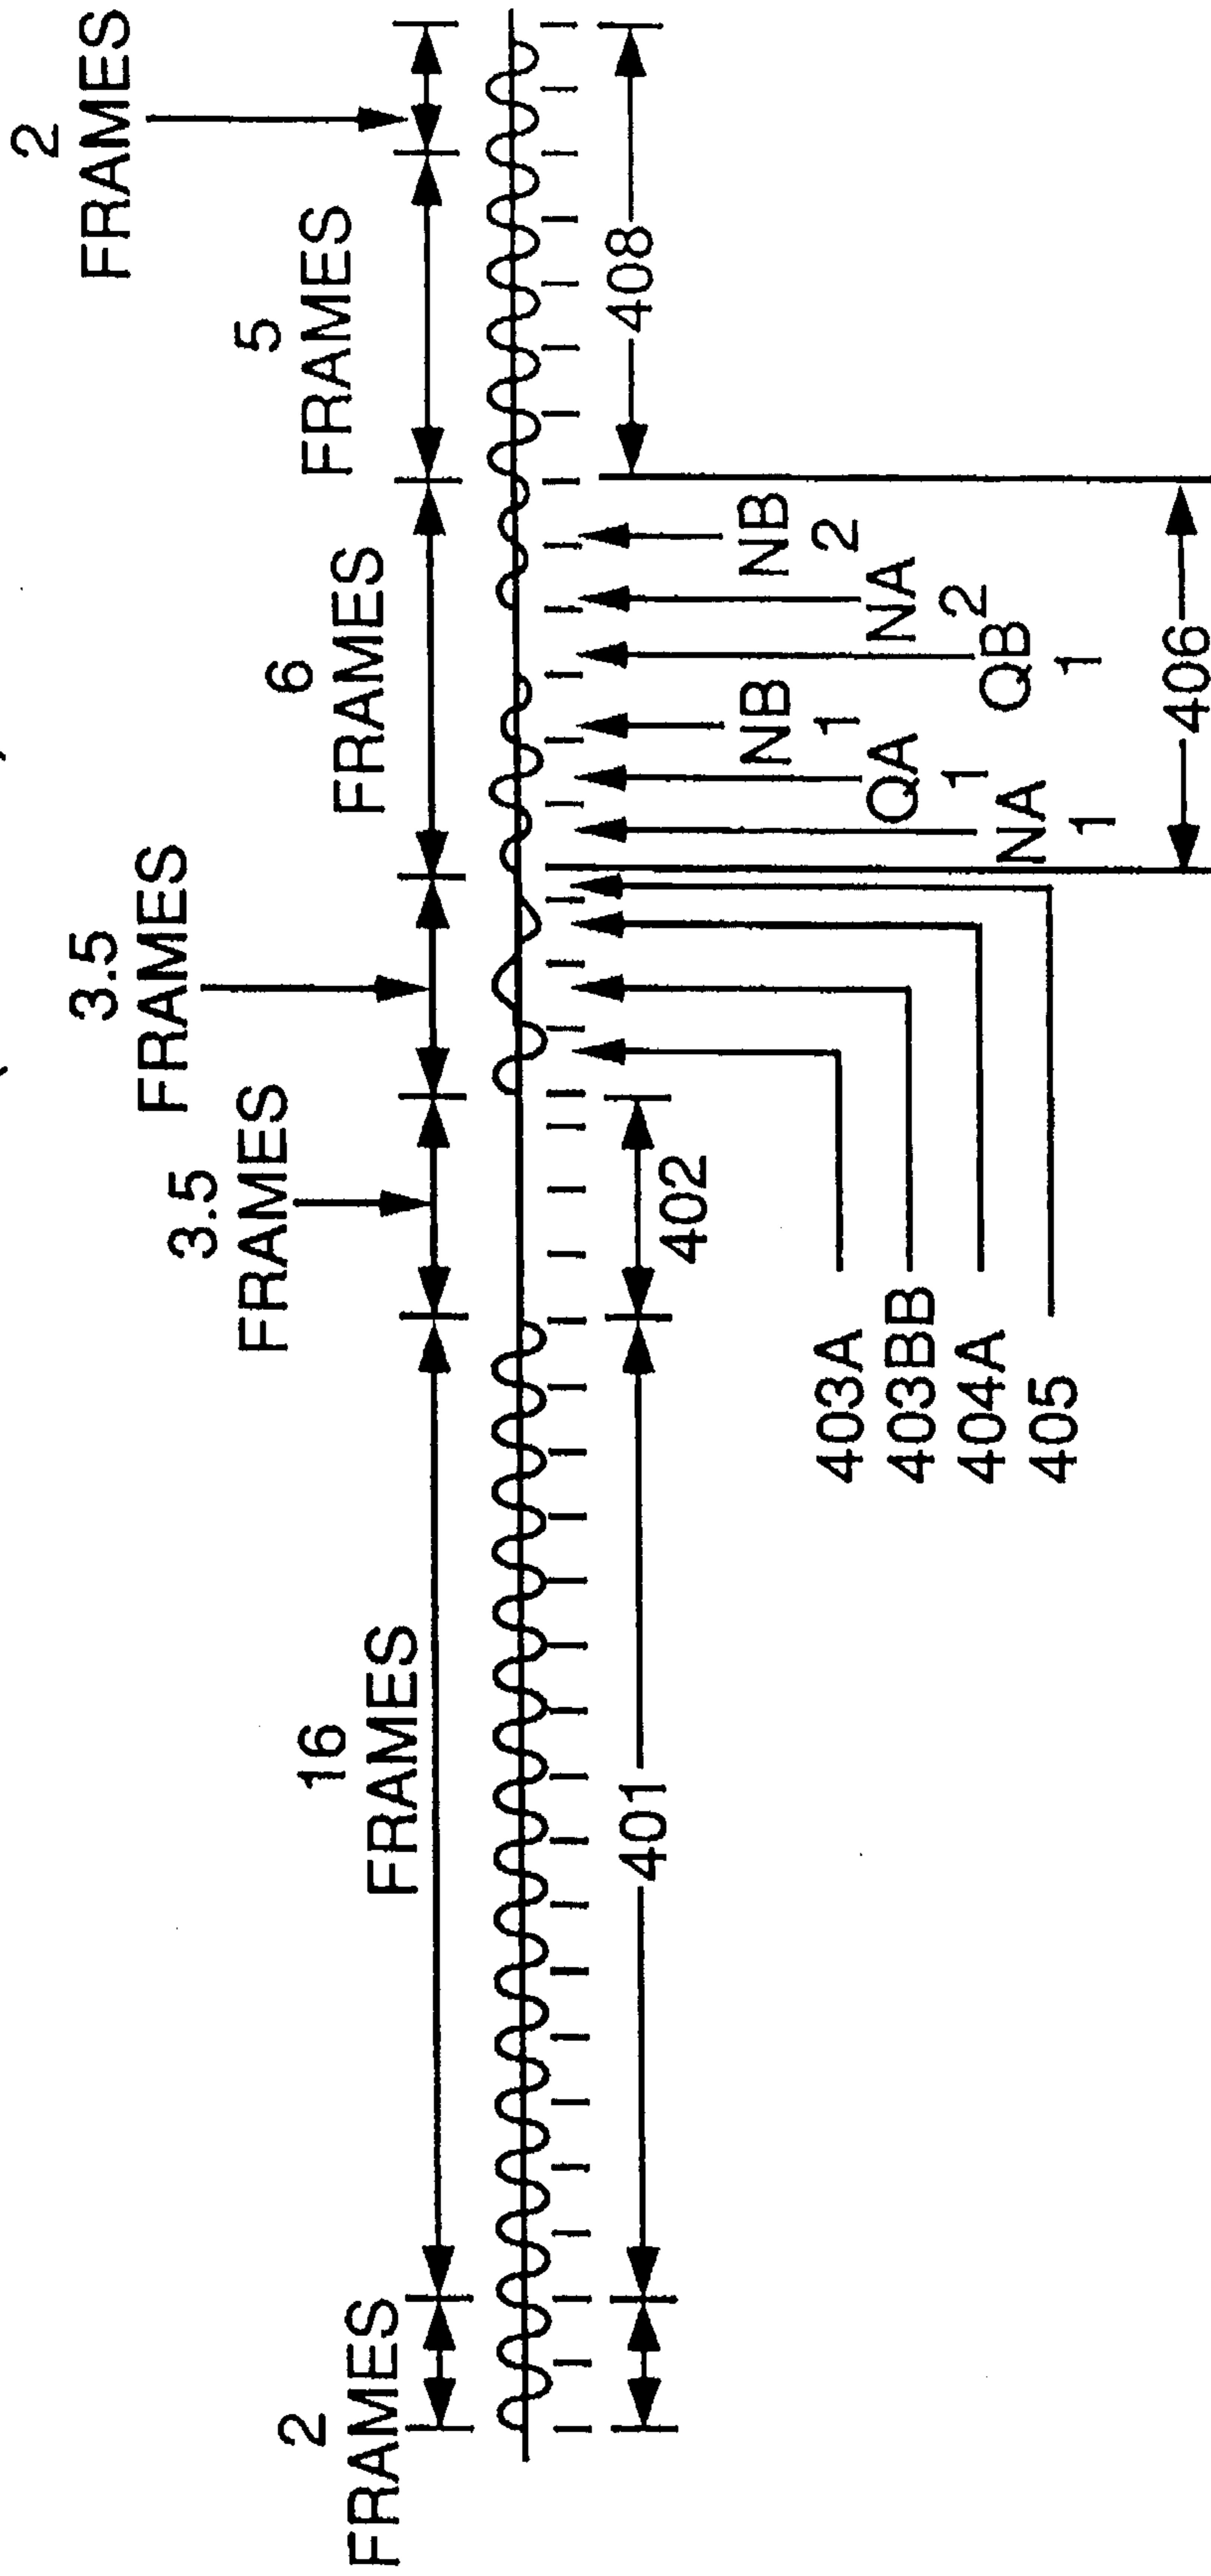 2
FRAMES
16
FRAMES
3.5
FRAMES
3.5
FRAMES
6
FRAMES
5
FRAMES
2
FRAMES
401
402
408
403A
403BB
404A
405
NA
1
QA
1
NB
1
QB
1
NA
2
NB
2
406